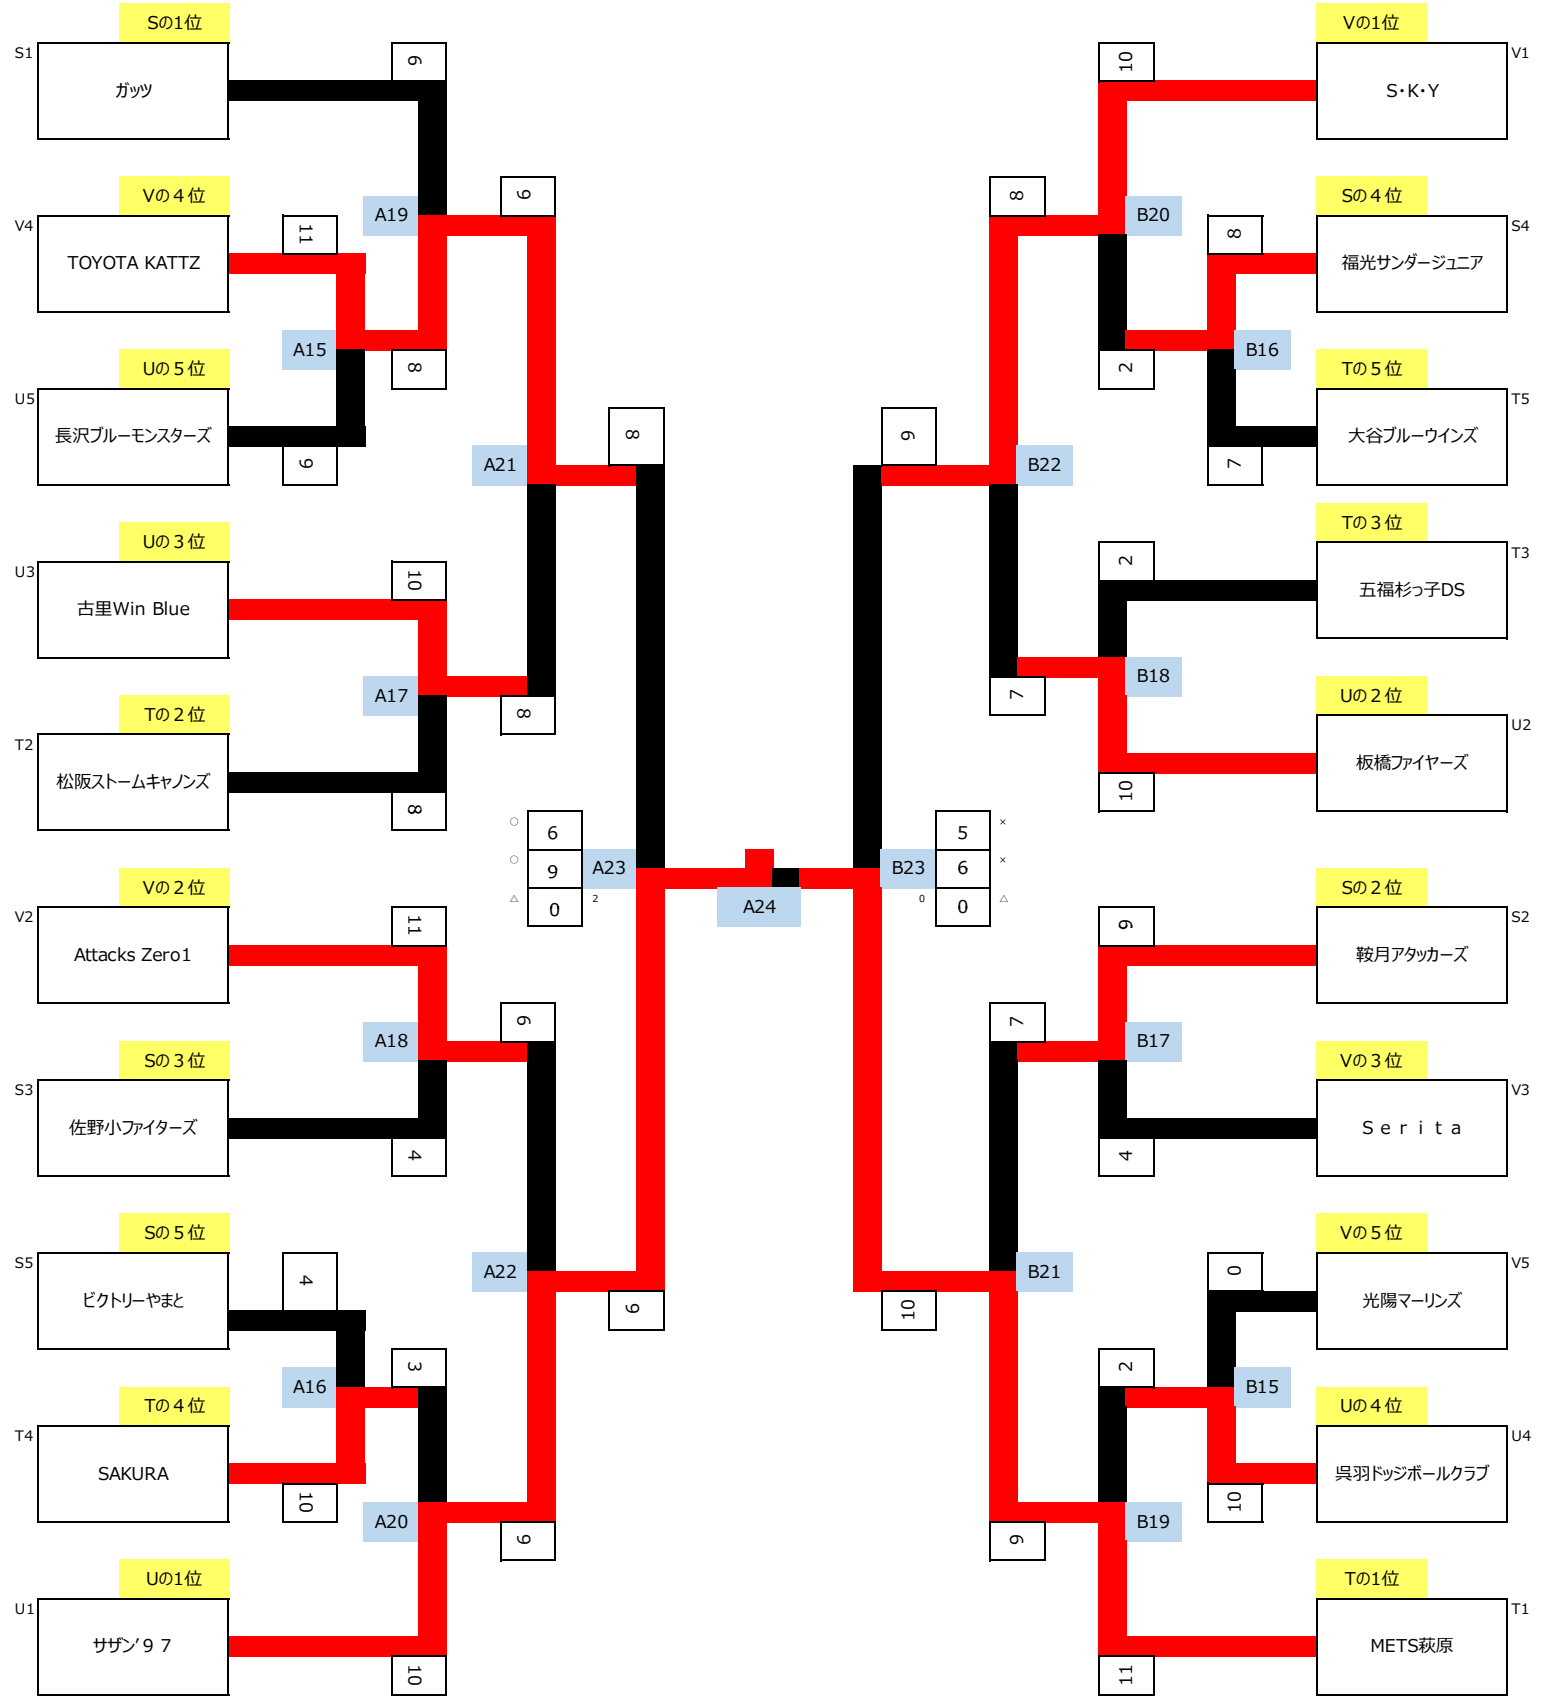 Sの1位
Vの1位
S1
ガッツ
6
10
S・K・Y
V1
Vの４位
Sの４位
V4
TOYOTA KATTZ
11
A19
9
8
B20
8
福光サンダージュニア
S4
A15
8
2
B16
Uの５位
Tの５位
U5
長沢ブルーモンスターズ
9
A21
8
6
B22
7
大谷ブルーウインズ
T5
Uの３位
Tの３位
U3
古里Win Blue
10
2
五福杉っ子DS
T3
A17
8
7
B18
Tの２位
Uの２位
T2
松阪ストームキャノンズ
8
10
板橋ファイヤーズ
U2
○
6
5
×
○
9
A23
B23
6
×
△
0
2
A24
0
0
△
Vの２位
Sの２位
V2
Attacks Zero1
11
9
鞍月アタッカーズ
S2
A18
6
7
B17
Sの３位
Vの３位
S3
佐野小ファイターズ
4
4
Ｓｅｒｉｔａ
V3
Sの５位
Vの５位
S5
ビクトリーやまと
4
A22
9
10
B21
0
光陽マーリンズ
V5
A16
3
2
B15
Tの４位
Uの４位
T4
SAKURA
10
A20
9
9
B19
10
呉羽ドッジボールクラブ
U4
Uの1位
Tの1位
U1
サザン’９７
10
11
METS萩原
T1